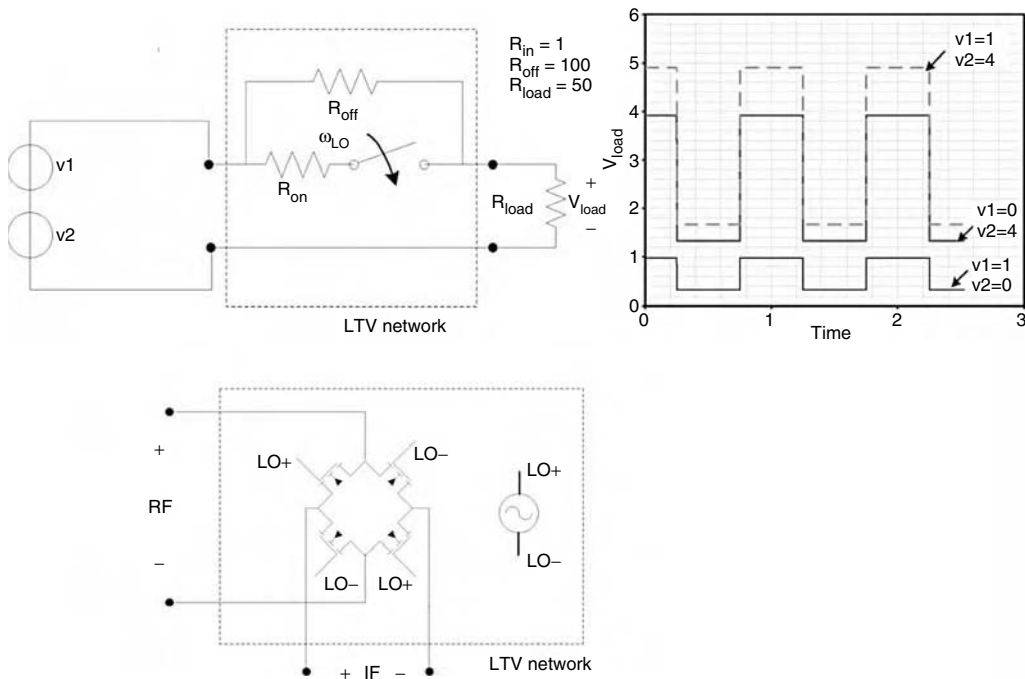 v1
v2
R_off
ω_LO
R_on
R_load
+
V_load
−
LTV network
R_in = 1
R_off = 100
R_load = 50
V_load
6
5
4
3
2
1
0
0
1
2
3
Time
v1=1
v2=4
v1=0
v2=4
v1=1
v2=0
+
RF
−
LO+
LO−
LO−
LO+
LO+
LO−
+ IF −
LTV network